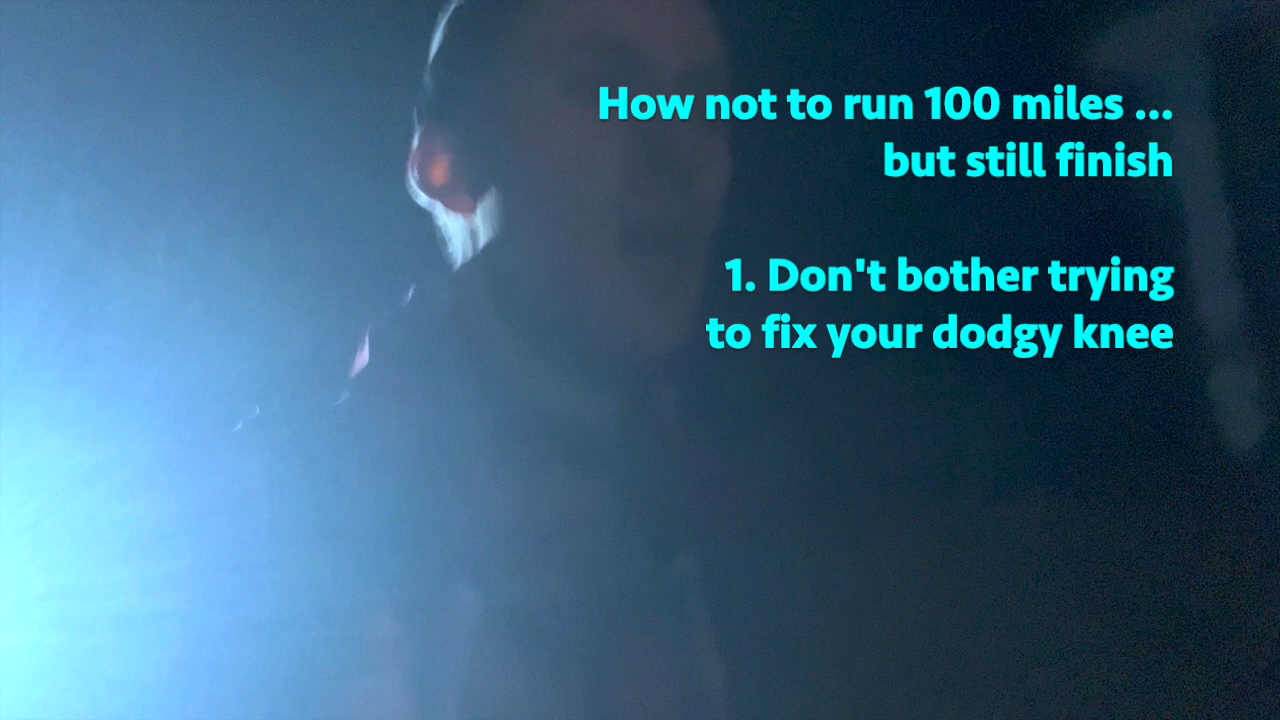 How not to run 100 miles ...
but still finish
1. Don't bother trying
to fix your dodgy knee